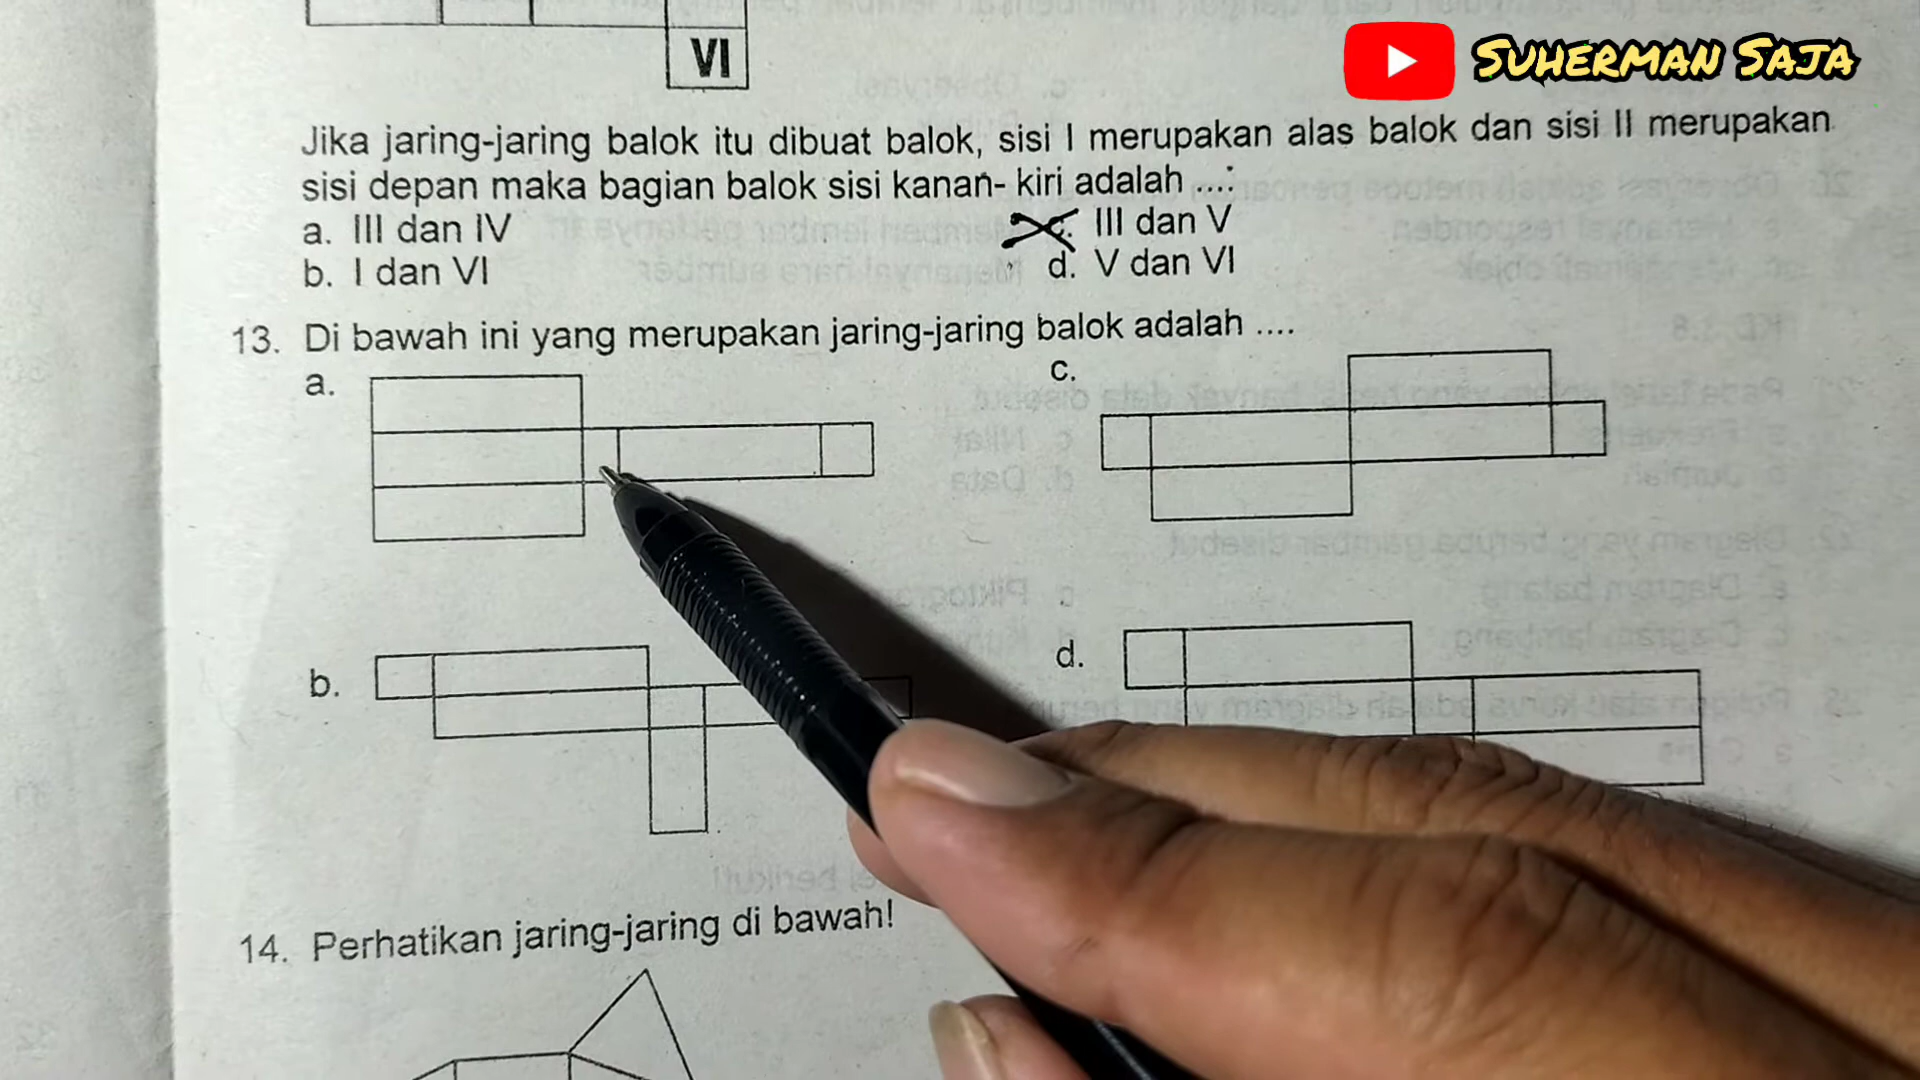 VI
SUHERMAN SAJA
Jika jaring-jaring balok itu dibuat balok, sisi I merupakan alas balok dan sisi II merupakan
sisi depan maka bagian balok sisi kanan- kiri adalah ....
a. III dan IV
c. III dan V
b. I dan VI
d. V dan VI
13. Di bawah ini yang merupakan jaring-jaring balok adalah ....
a.
c.
b.
d.
14. Perhatikan jaring-jaring di bawah!